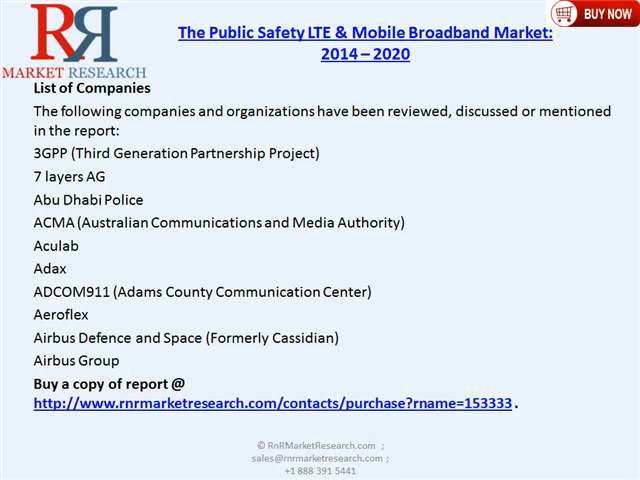 RR
MARKET RESEARCH
The Public Safety LTE & Mobile Broadband Market:
2014 – 2020
BUY NOW
List of Companies
The following companies and organizations have been reviewed, discussed or mentioned
in the report:
3GPP (Third Generation Partnership Project)
7 layers AG
Abu Dhabi Police
ACMA (Australian Communications and Media Authority)
Aculab
Adax
ADCOM911 (Adams County Communication Center)
Aeroflex
Airbus Defence and Space (Formerly Cassidian)
Airbus Group
Buy a copy of report @
http://www.rnrmarketresearch.com/contacts/purchase?rname=153333 .
© RnRMarketResearch.com ;
sales@rnrmarketresearch.com ;
+1 888 391 5441